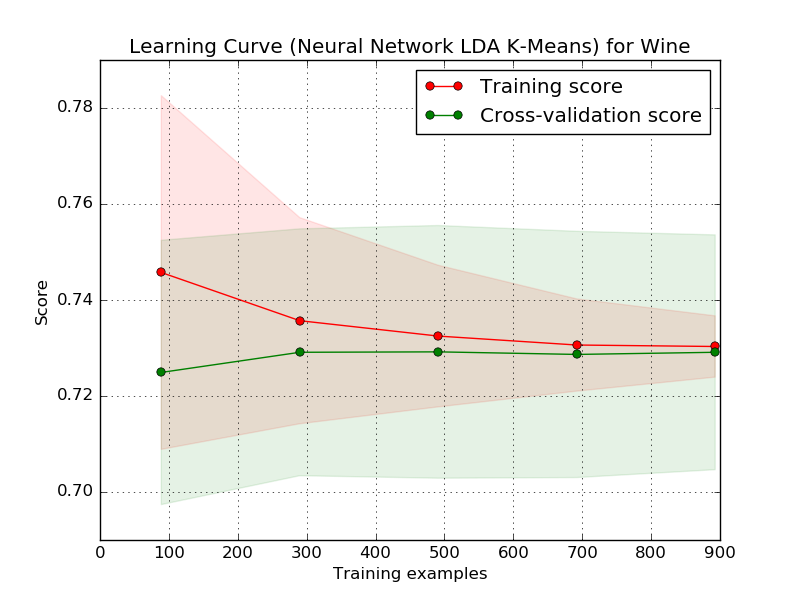 Learning Curve (Neural Network LDA K-Means) for Wine
Training score
Cross-validation score
0.78
0.76
0.74
0.72
0.70
Score
0 100 200 300 400 500 600 700 800 900
Training examples